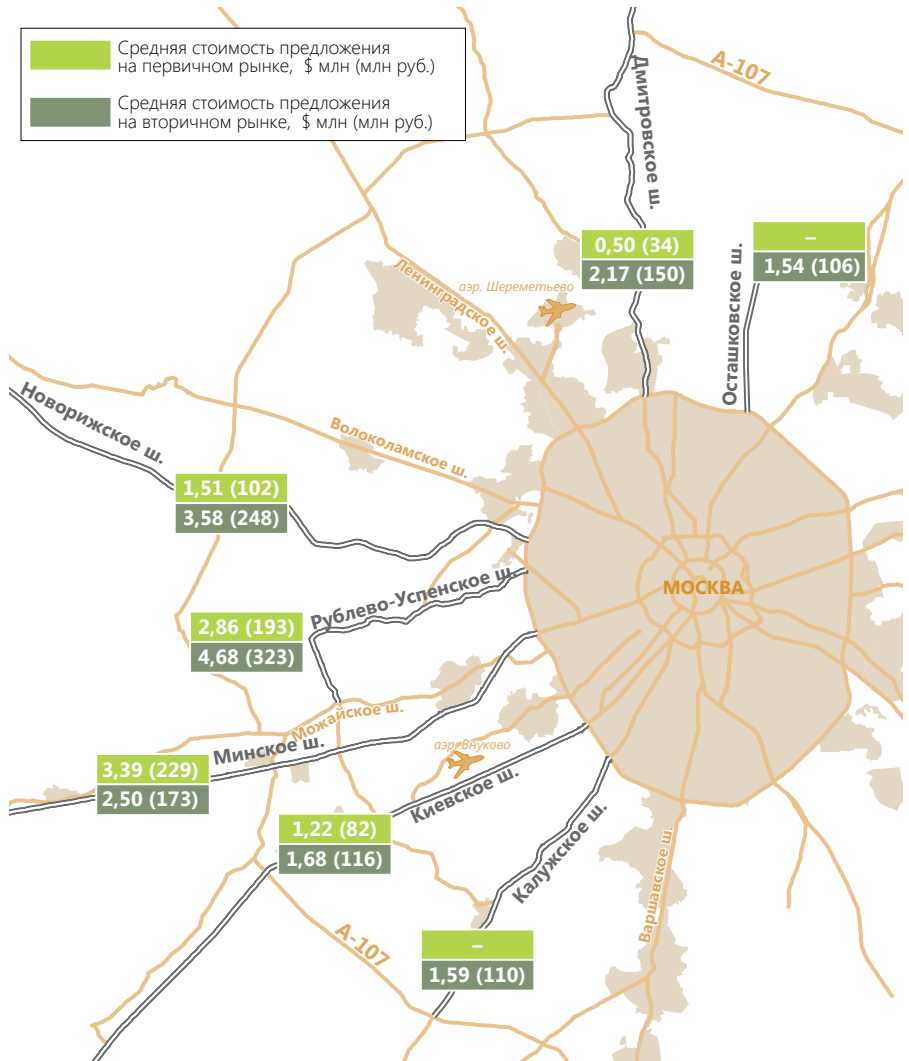 Средняя стоимость предложения
на первичном рынке, $ млн (млн руб.)
Средняя стоимость предложения
на вторичном рынке, $ млн (млн руб.)
А-107
Дмитровское ш.
Осташковское ш.
0,50 (34)
2,17 (150)
–
1,54 (106)
Ленинградское ш.
аэр. Шереметьево
Новорижское ш.
Волоколамское ш.
1,51 (102)
3,58 (248)
МОСКВА
Рублево-Успенское ш.
2,86 (193)
4,68 (323)
Можайское ш.
Минское ш.
аэр. Внуково
3,39 (229)
2,50 (173)
Киевское ш.
1,22 (82)
1,68 (116)
Калужское ш.
Варшавское ш.
А-107
–
1,59 (110)